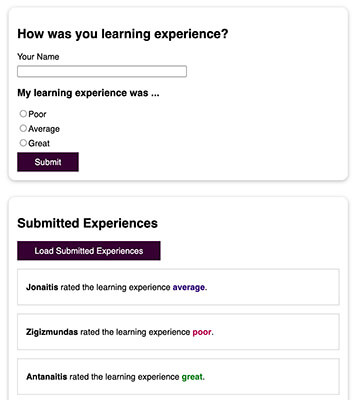 How was you learning experience?
Your Name
My learning experience was ...
Poor
Average
Great
Submit
Submitted Experiences
Load Submitted Experiences
Jonaitis rated the learning experience average.
Zigizmundas rated the learning experience poor.
Antanaitis rated the learning experience great.